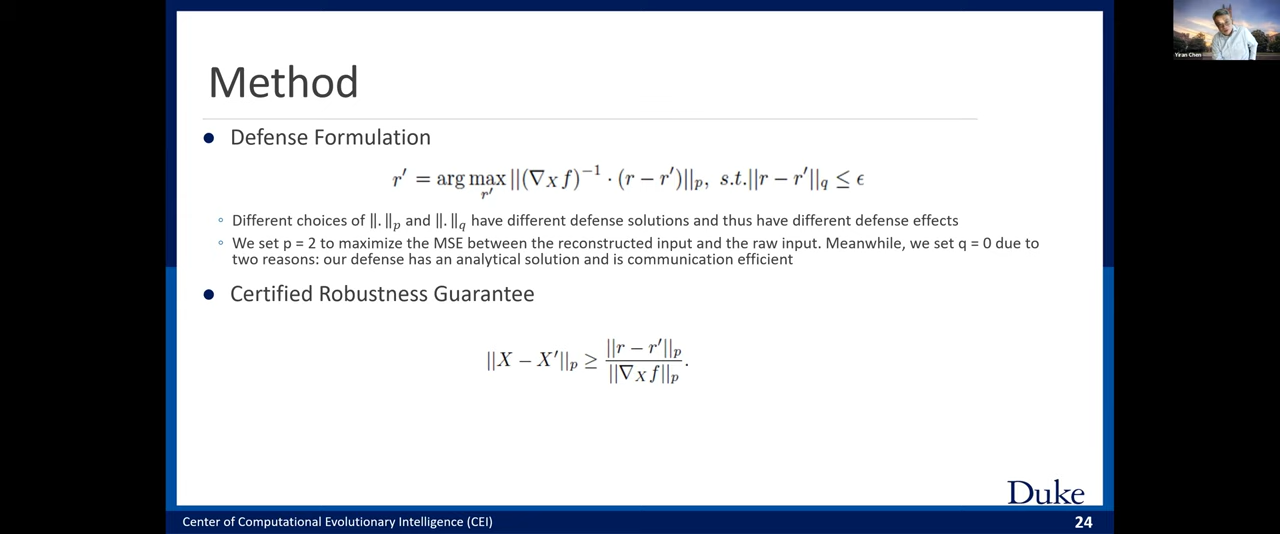 Method
● Defense Formulation
r′ = arg max_{r′} ||(∇_X f)^{−1} · (r − r′)||_p, s.t.||r − r′||_q ≤ ϵ
◦ Different choices of ||.||_p and ||.||_q have different defense solutions and thus have different defense effects
◦ We set p = 2 to maximize the MSE between the reconstructed input and the raw input. Meanwhile, we set q = 0 due to
two reasons: our defense has an analytical solution and is communication efficient
● Certified Robustness Guarantee
||X − X′||_p ≥ ||r − r′||_p / ||∇_X f||_p .
Duke
Center of Computational Evolutionary Intelligence (CEI)
24
Yiran Chen